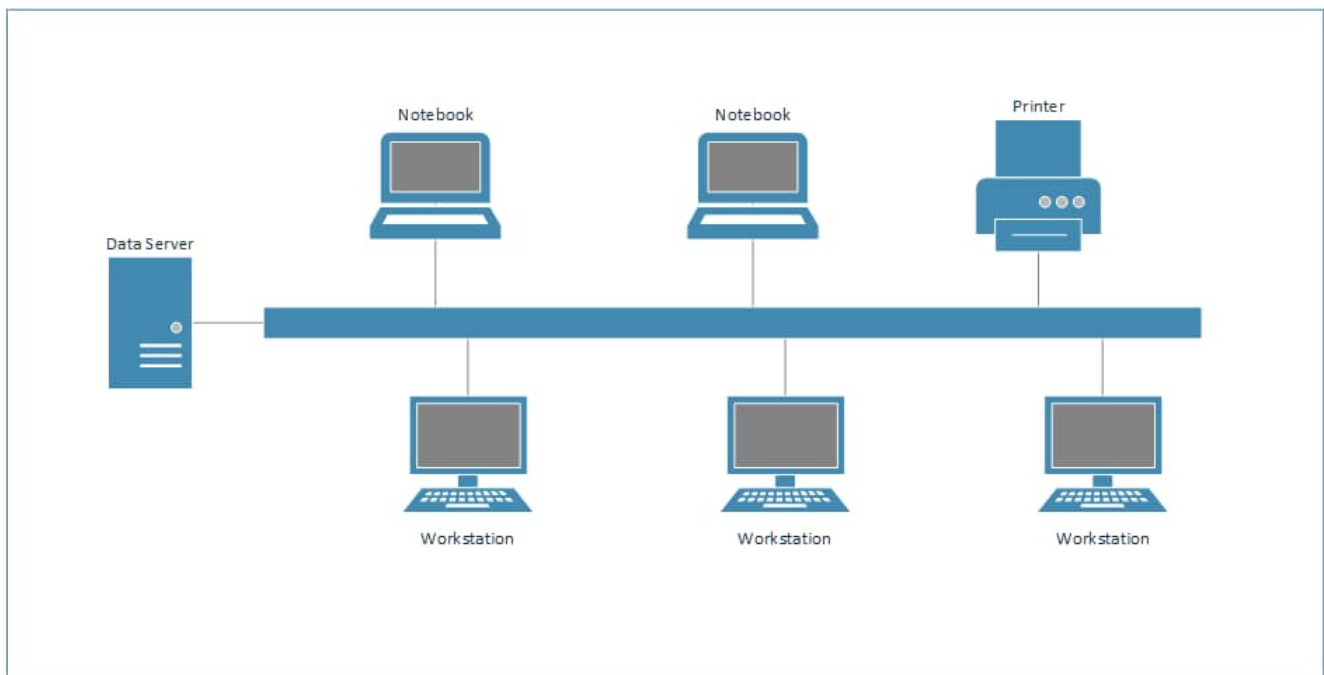 Notebook
Notebook
Printer
Data Server
Workstation
Workstation
Workstation